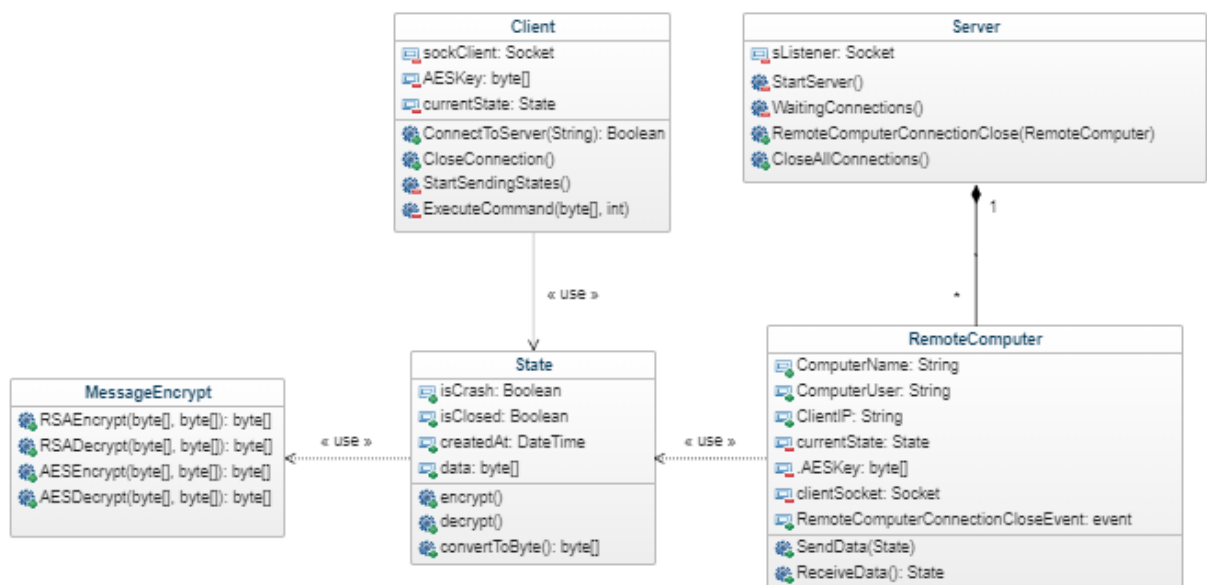 Client
sockClient: Socket
AESKey: byte[]
currentState: State
ConnectToServer(String): Boolean
CloseConnection()
StartSendingStates()
ExecuteCommand(byte[], int)
Server
sListener: Socket
StartServer()
WaitingConnections()
RemoteComputerConnectionClose(RemoteComputer)
CloseAllConnections()
1
« use »
*
MessageEncrypt
RSAEncrypt(byte[], byte[]): byte[]
RSADecrypt(byte[], byte[]): byte[]
AESEncrypt(byte[], byte[]): byte[]
AESDecrypt(byte[], byte[]): byte[]
« use »
State
isCrash: Boolean
isClosed: Boolean
createdAt: DateTime
data: byte[]
encrypt()
decrypt()
convertToByte(): byte[]
« use »
RemoteComputer
ComputerName: String
ComputerUser: String
ClientIP: String
currentState: State
.AESKey: byte[]
clientSocket: Socket
RemoteComputerConnectionCloseEvent: event
SendData(State)
ReceiveData(): State